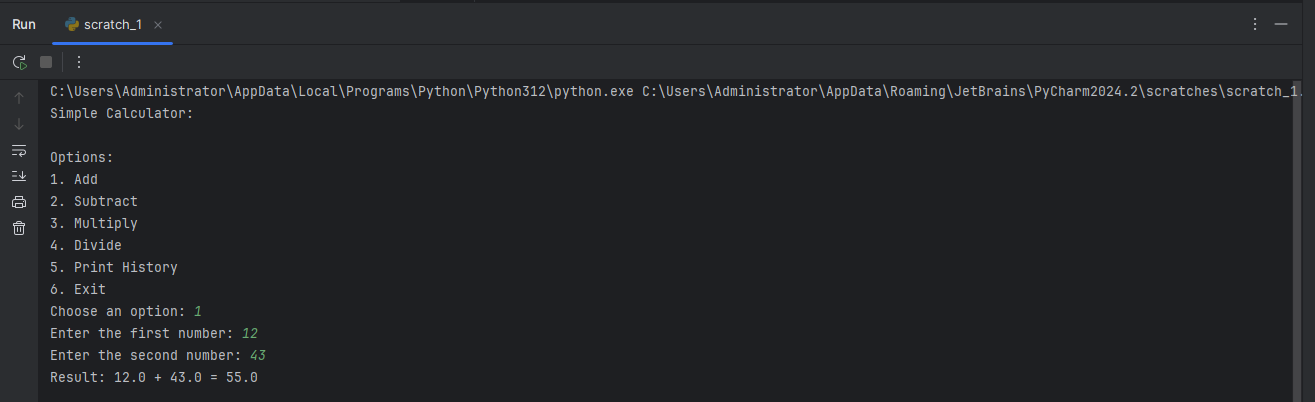 Run scratch_1
C:\Users\Administrator\AppData\Local\Programs\Python\Python312\python.exe C:\Users\Administrator\AppData\Roaming\JetBrains\PyCharm2024.2\scratches\scratch_1.
Simple Calculator:
Options:
1. Add
2. Subtract
3. Multiply
4. Divide
5. Print History
6. Exit
Choose an option: 1
Enter the first number: 12
Enter the second number: 43
Result: 12.0 + 43.0 = 55.0